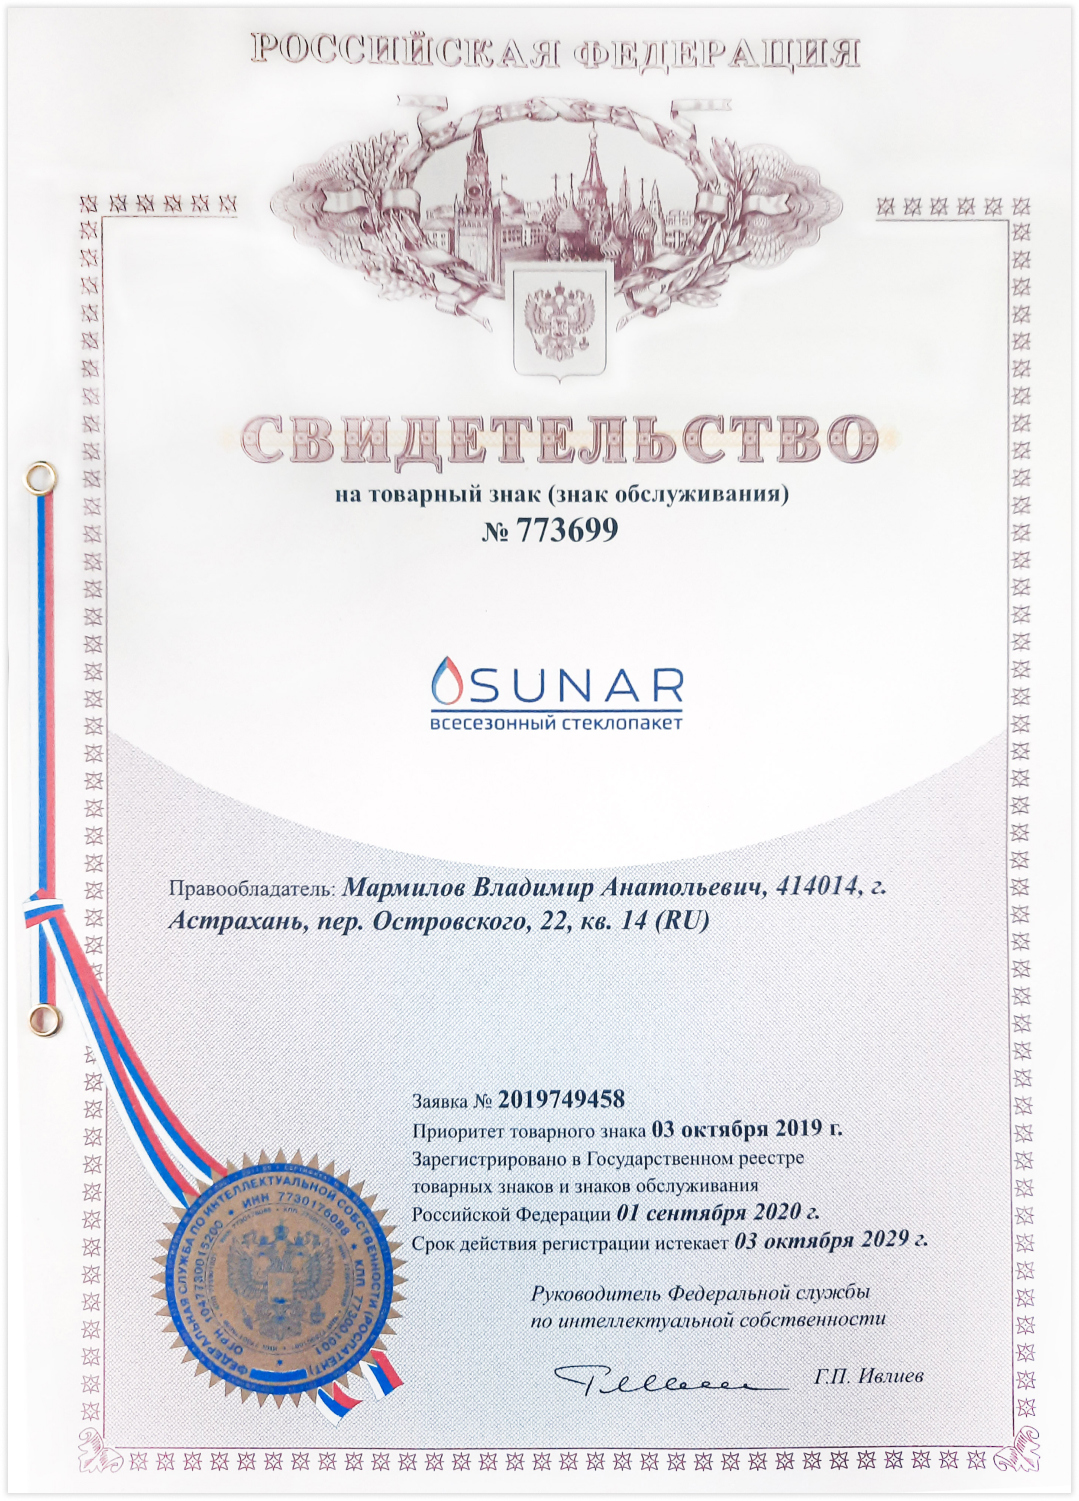 РОССИЙСКАЯ ФЕДЕРАЦИЯ
СВИДЕТЕЛЬСТВО
на товарный знак (знак обслуживания)
№ 773699
SUNAR
всесезонный стеклопакет
Правообладатель: Мармилов Владимир Анатольевич, 414014, г.
Астрахань, пер. Островского, 22, кв. 14 (RU)
Заявка № 2019749458
Приоритет товарного знака 03 октября 2019 г.
Зарегистрировано в Государственном реестре
товарных знаков и знаков обслуживания
Российской Федерации 01 сентября 2020 г.
Срок действия регистрации истекает 03 октября 2029 г.
Руководитель Федеральной службы
по интеллектуальной собственности
Г.П. Ивлиев
ФЕДЕРАЛЬНАЯ СЛУЖБА ПО ИНТЕЛЛЕКТУАЛЬНОЙ СОБСТВЕННОСТИ (РОСПАТЕНТ)
ОГРН 1047730015200 • ИНН 7730176088 • КПП 773001001